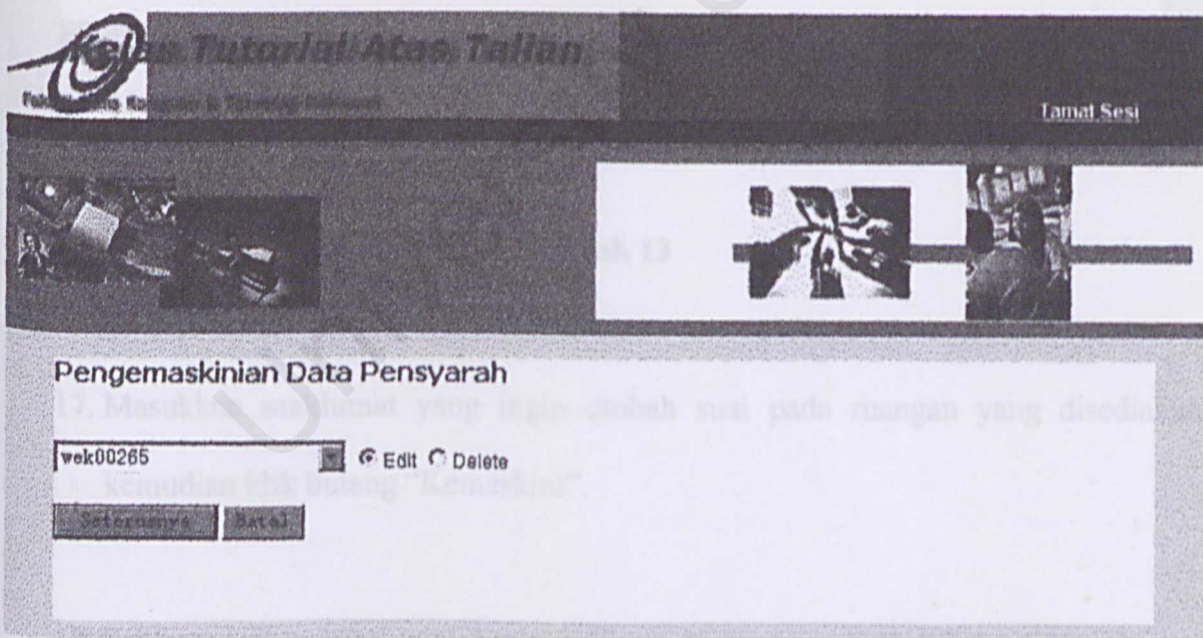 Kelas Tutorial Atas Talian
Tamat Sesi
13
Pengemaskinian Data Pensyarah
17. Masukkan maklumat yang ingin diubah suai pada ruangan yang disediakan
wek00265 Edit Delete
kemudian klik butang "Kemaskini".
Seterusnya Batal